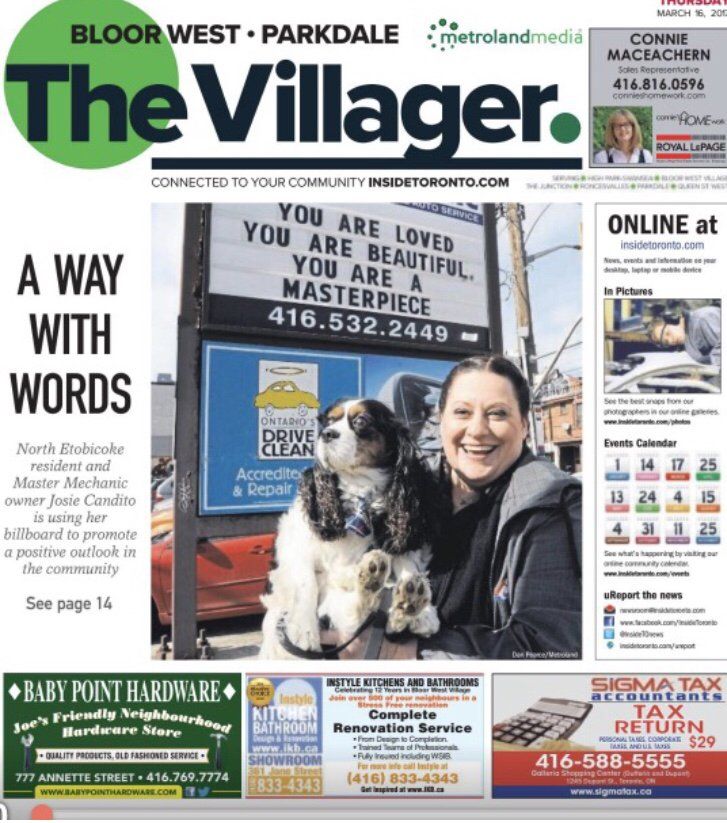 THURSDAY
MARCH 16, 2017
BLOOR WEST • PARKDALE
metrolandmedia
The Villager.
CONNIE
MACEACHERN
Sales Representative
416.816.0596
connieshomework.com
connie's HOMEwork
ROYAL LEPAGE
CONNECTED TO YOUR COMMUNITY INSIDETORONTO.COM
SERVING HIGH PARK-SWANSEA BLOOR WEST VILLAGE
THE JUNCTION RONCESVALLES PARKDALE QUEEN ST WEST
A WAY
WITH
WORDS
North Etobicoke
resident and
Master Mechanic
owner Josie Candito
is using her
billboard to promote
a positive outlook in
the community
See page 14
AUTO SERVICE
YOU ARE LOVED
YOU ARE BEAUTIFUL.
YOU ARE A
MASTERPIECE
416.532.2449
ONTARIO'S
DRIVE
CLEAN
Accredited
& Repair
Dan Pearce/Metroland
ONLINE at
insidetoronto.com
News, events and information on your
desktop, laptop or mobile device
In Pictures
See the best snaps from our
photographers in our online galleries.
www.insidetoronto.com/photos
Events Calendar
1 14 17 25
13 24 4 15
4 31 11 25
See what's happening by visiting our
online community calendar.
www.insidetoronto.com/events
uReport the news
newsroom@insidetoronto.com
www.facebook.com/InsideToronto
@InsideTOnews
insidetoronto.com/ureport
BABY POINT HARDWARE
Joe's Friendly Neighbourhood
Hardware Store
• QUALITY PRODUCTS, OLD FASHIONED SERVICE •
777 ANNETTE STREET • 416.769.7774
WWW.BABYPOINTHARDWARE.COM
Instyle
KITCHEN
BATHROOM
Design & Renovation
www.ikb.ca
SHOWROOM
361 Jane Street
833-4343
INSTYLE KITCHENS AND BATHROOMS
Celebrating 12 Years in Bloor West Village
Join over 500 of your neighbours in a
Stress Free renovation
Complete
Renovation Service
• From Design to Completion.
• Trained Teams of Professionals.
• Fully Insured including WSIB.
For more info call Instyle at
(416) 833-4343
Get Inspired at www.IKB.ca
SIGMA TAX
accountants
TAX
RETURN
PERSONAL TAXES, CORPORATE
TAXES, AND U.S. TAXES
$29
416-588-5555
Galleria Shopping Center (Dufferin and Dupont)
1245 Dupont St., Toronto, ON
www.sigmatax.ca